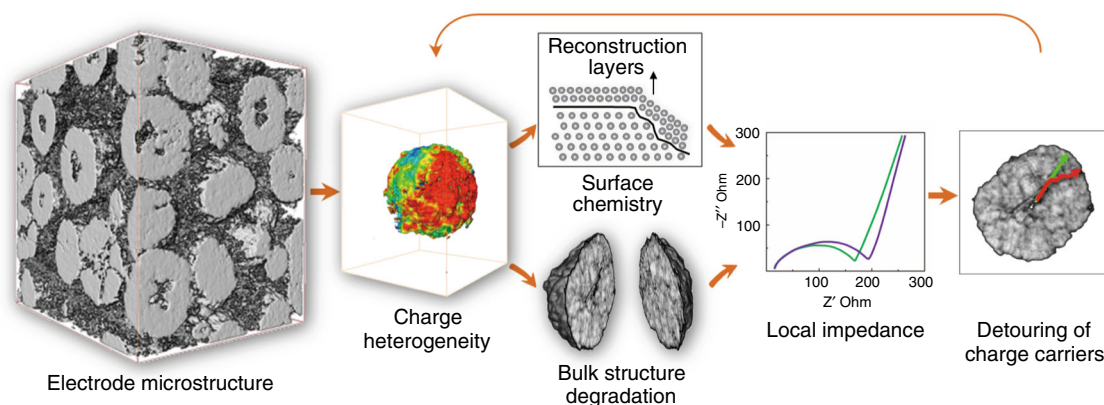 Electrode microstructure
Charge
heterogeneity
Reconstruction
layers
Surface
chemistry
Bulk structure
degradation
300
200
100
–Z″ Ohm
100
200
300
Z′ Ohm
Local impedance
Detouring of
charge carriers